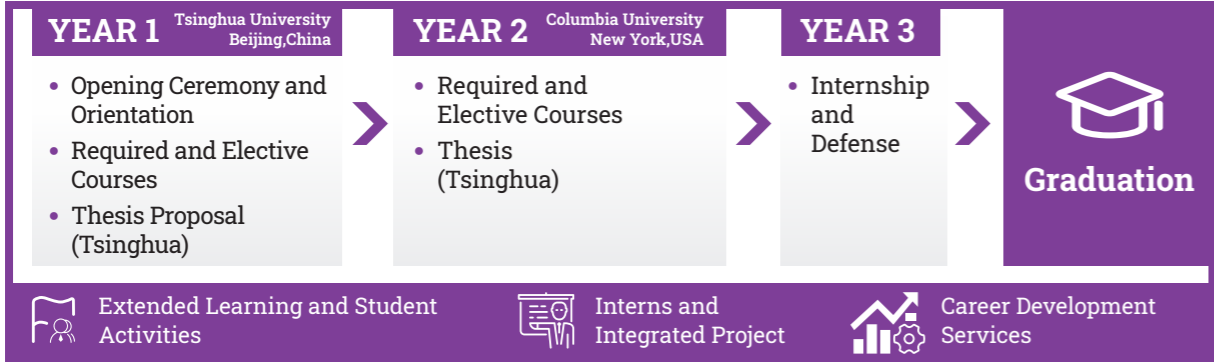 YEAR 1
Tsinghua University
Beijing,China
• Opening Ceremony and
Orientation
• Required and Elective
Courses
• Thesis Proposal
(Tsinghua)
YEAR 2
Columbia University
New York,USA
• Required and
Elective Courses
• Thesis
(Tsinghua)
YEAR 3
• Internship
and
Defense
Graduation
Extended Learning and Student
Activities
Interns and
Integrated Project
Career Development
Services